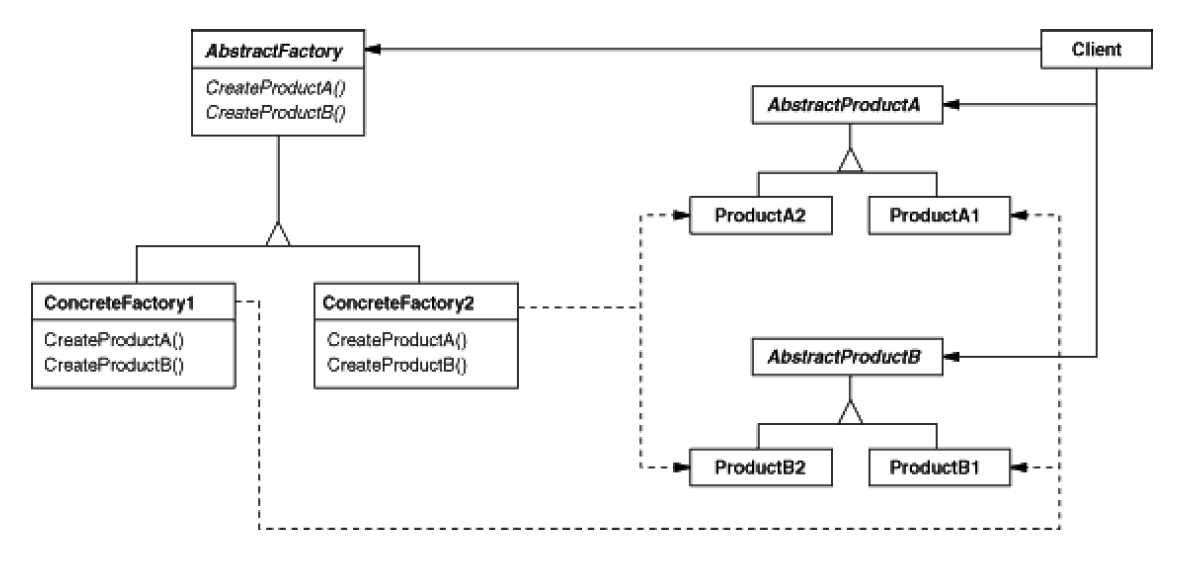 AbstractFactory
CreateProductA()
CreateProductB()
Client
AbstractProductA
ProductA2
ProductA1
ConcreteFactory1
CreateProductA()
CreateProductB()
ConcreteFactory2
CreateProductA()
CreateProductB()
AbstractProductB
ProductB2
ProductB1